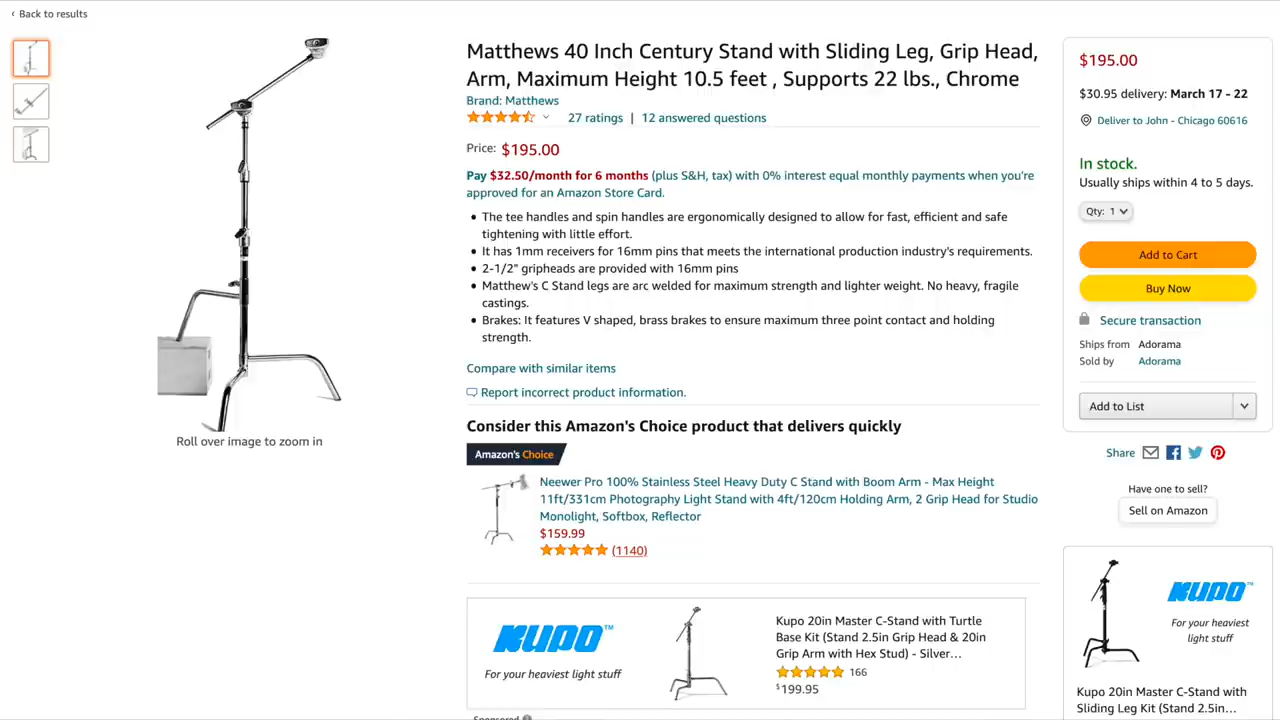 ‹ Back to results
Matthews 40 Inch Century Stand with Sliding Leg, Grip Head,
Arm, Maximum Height 10.5 feet , Supports 22 lbs., Chrome
Brand: Matthews
27 ratings | 12 answered questions
Price: $195.00
Pay $32.50/month for 6 months (plus S&H, tax) with 0% interest equal monthly payments when you're
approved for an Amazon Store Card.
• The tee handles and spin handles are ergonomically designed to allow for fast, efficient and safe
tightening with little effort.
• It has 1mm receivers for 16mm pins that meets the international production industry's requirements.
• 2-1/2" gripheads are provided with 16mm pins
• Matthew's C Stand legs are arc welded for maximum strength and lighter weight. No heavy, fragile
castings.
• Brakes: It features V shaped, brass brakes to ensure maximum three point contact and holding
strength.
Compare with similar items
Report incorrect product information.
Roll over image to zoom in
Consider this Amazon's Choice product that delivers quickly
Amazon's Choice
Neewer Pro 100% Stainless Steel Heavy Duty C Stand with Boom Arm - Max Height
11ft/331cm Photography Light Stand with 4ft/120cm Holding Arm, 2 Grip Head for Studio
Monolight, Softbox, Reflector
$159.99
(1140)
KUPO™
For your heaviest light stuff
Kupo 20in Master C-Stand with Turtle
Base Kit (Stand 2.5in Grip Head & 20in
Grip Arm with Hex Stud) - Silver...
166
$199.95
Sponsored
$195.00
$30.95 delivery: March 17 - 22
Deliver to John - Chicago 60616
In stock.
Usually ships within 4 to 5 days.
Qty: 1
Add to Cart
Buy Now
Secure transaction
Ships from Adorama
Sold by Adorama
Add to List
Share
Have one to sell?
Sell on Amazon
KUPO™
For your heaviest
light stuff
Kupo 20in Master C-Stand with
Sliding Leg Kit (Stand 2.5in...